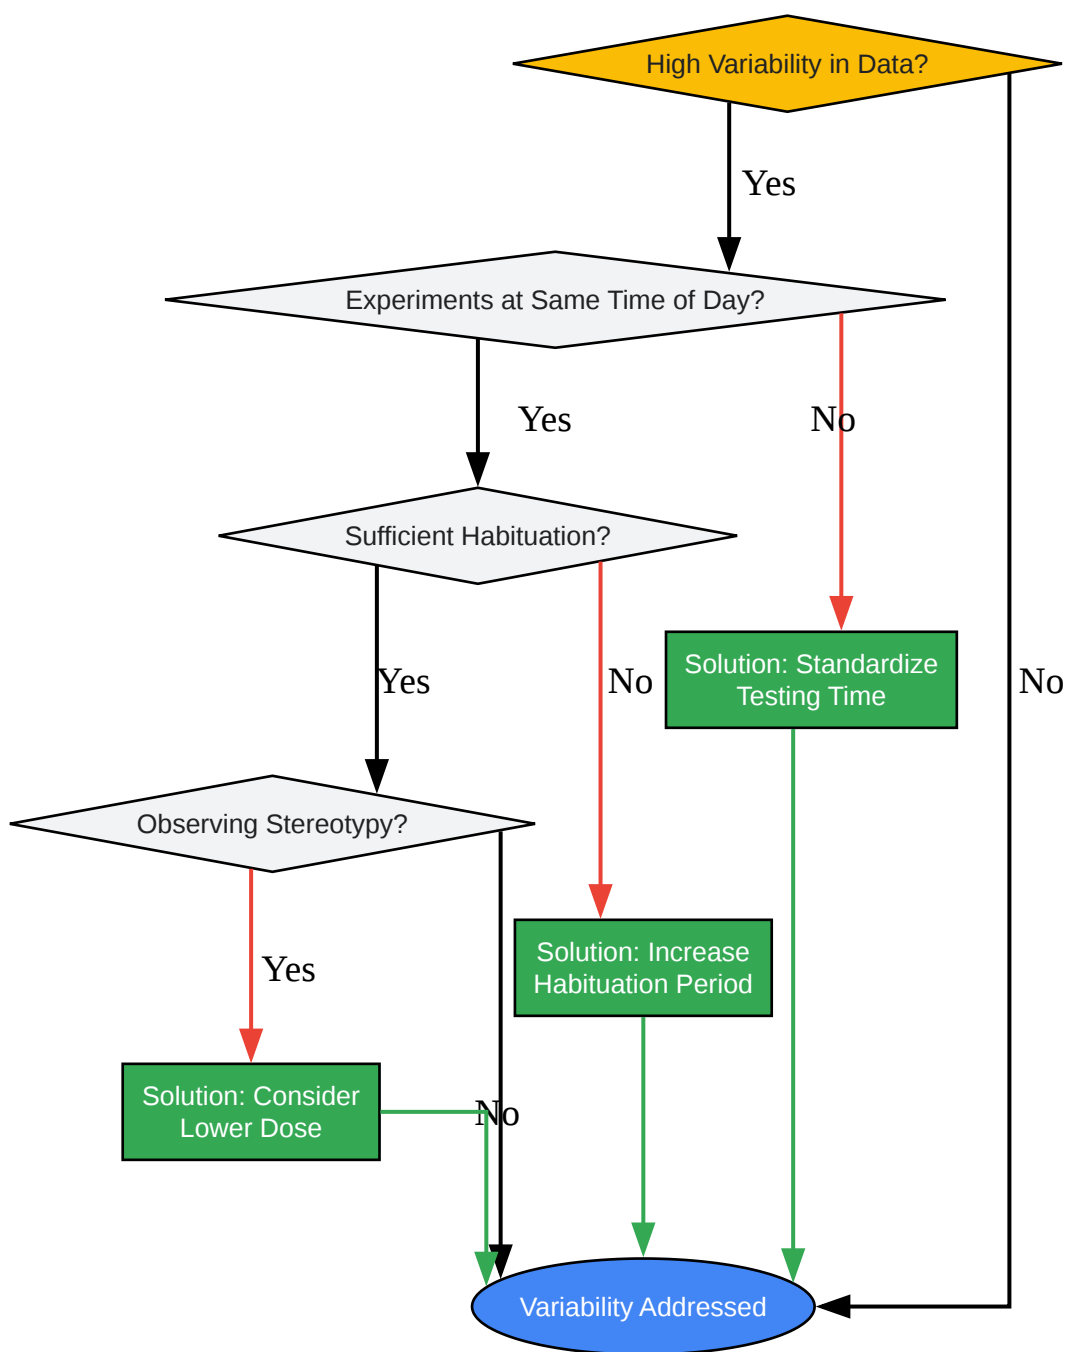 High Variability in Data?
Yes
Experiments at Same Time of Day?
Yes
No
Sufficient Habituation?
Solution: Standardize
Testing Time
Yes
No
No
Observing Stereotypy?
Solution: Increase
Habituation Period
Yes
Solution: Consider
Lower Dose
No
Variability Addressed